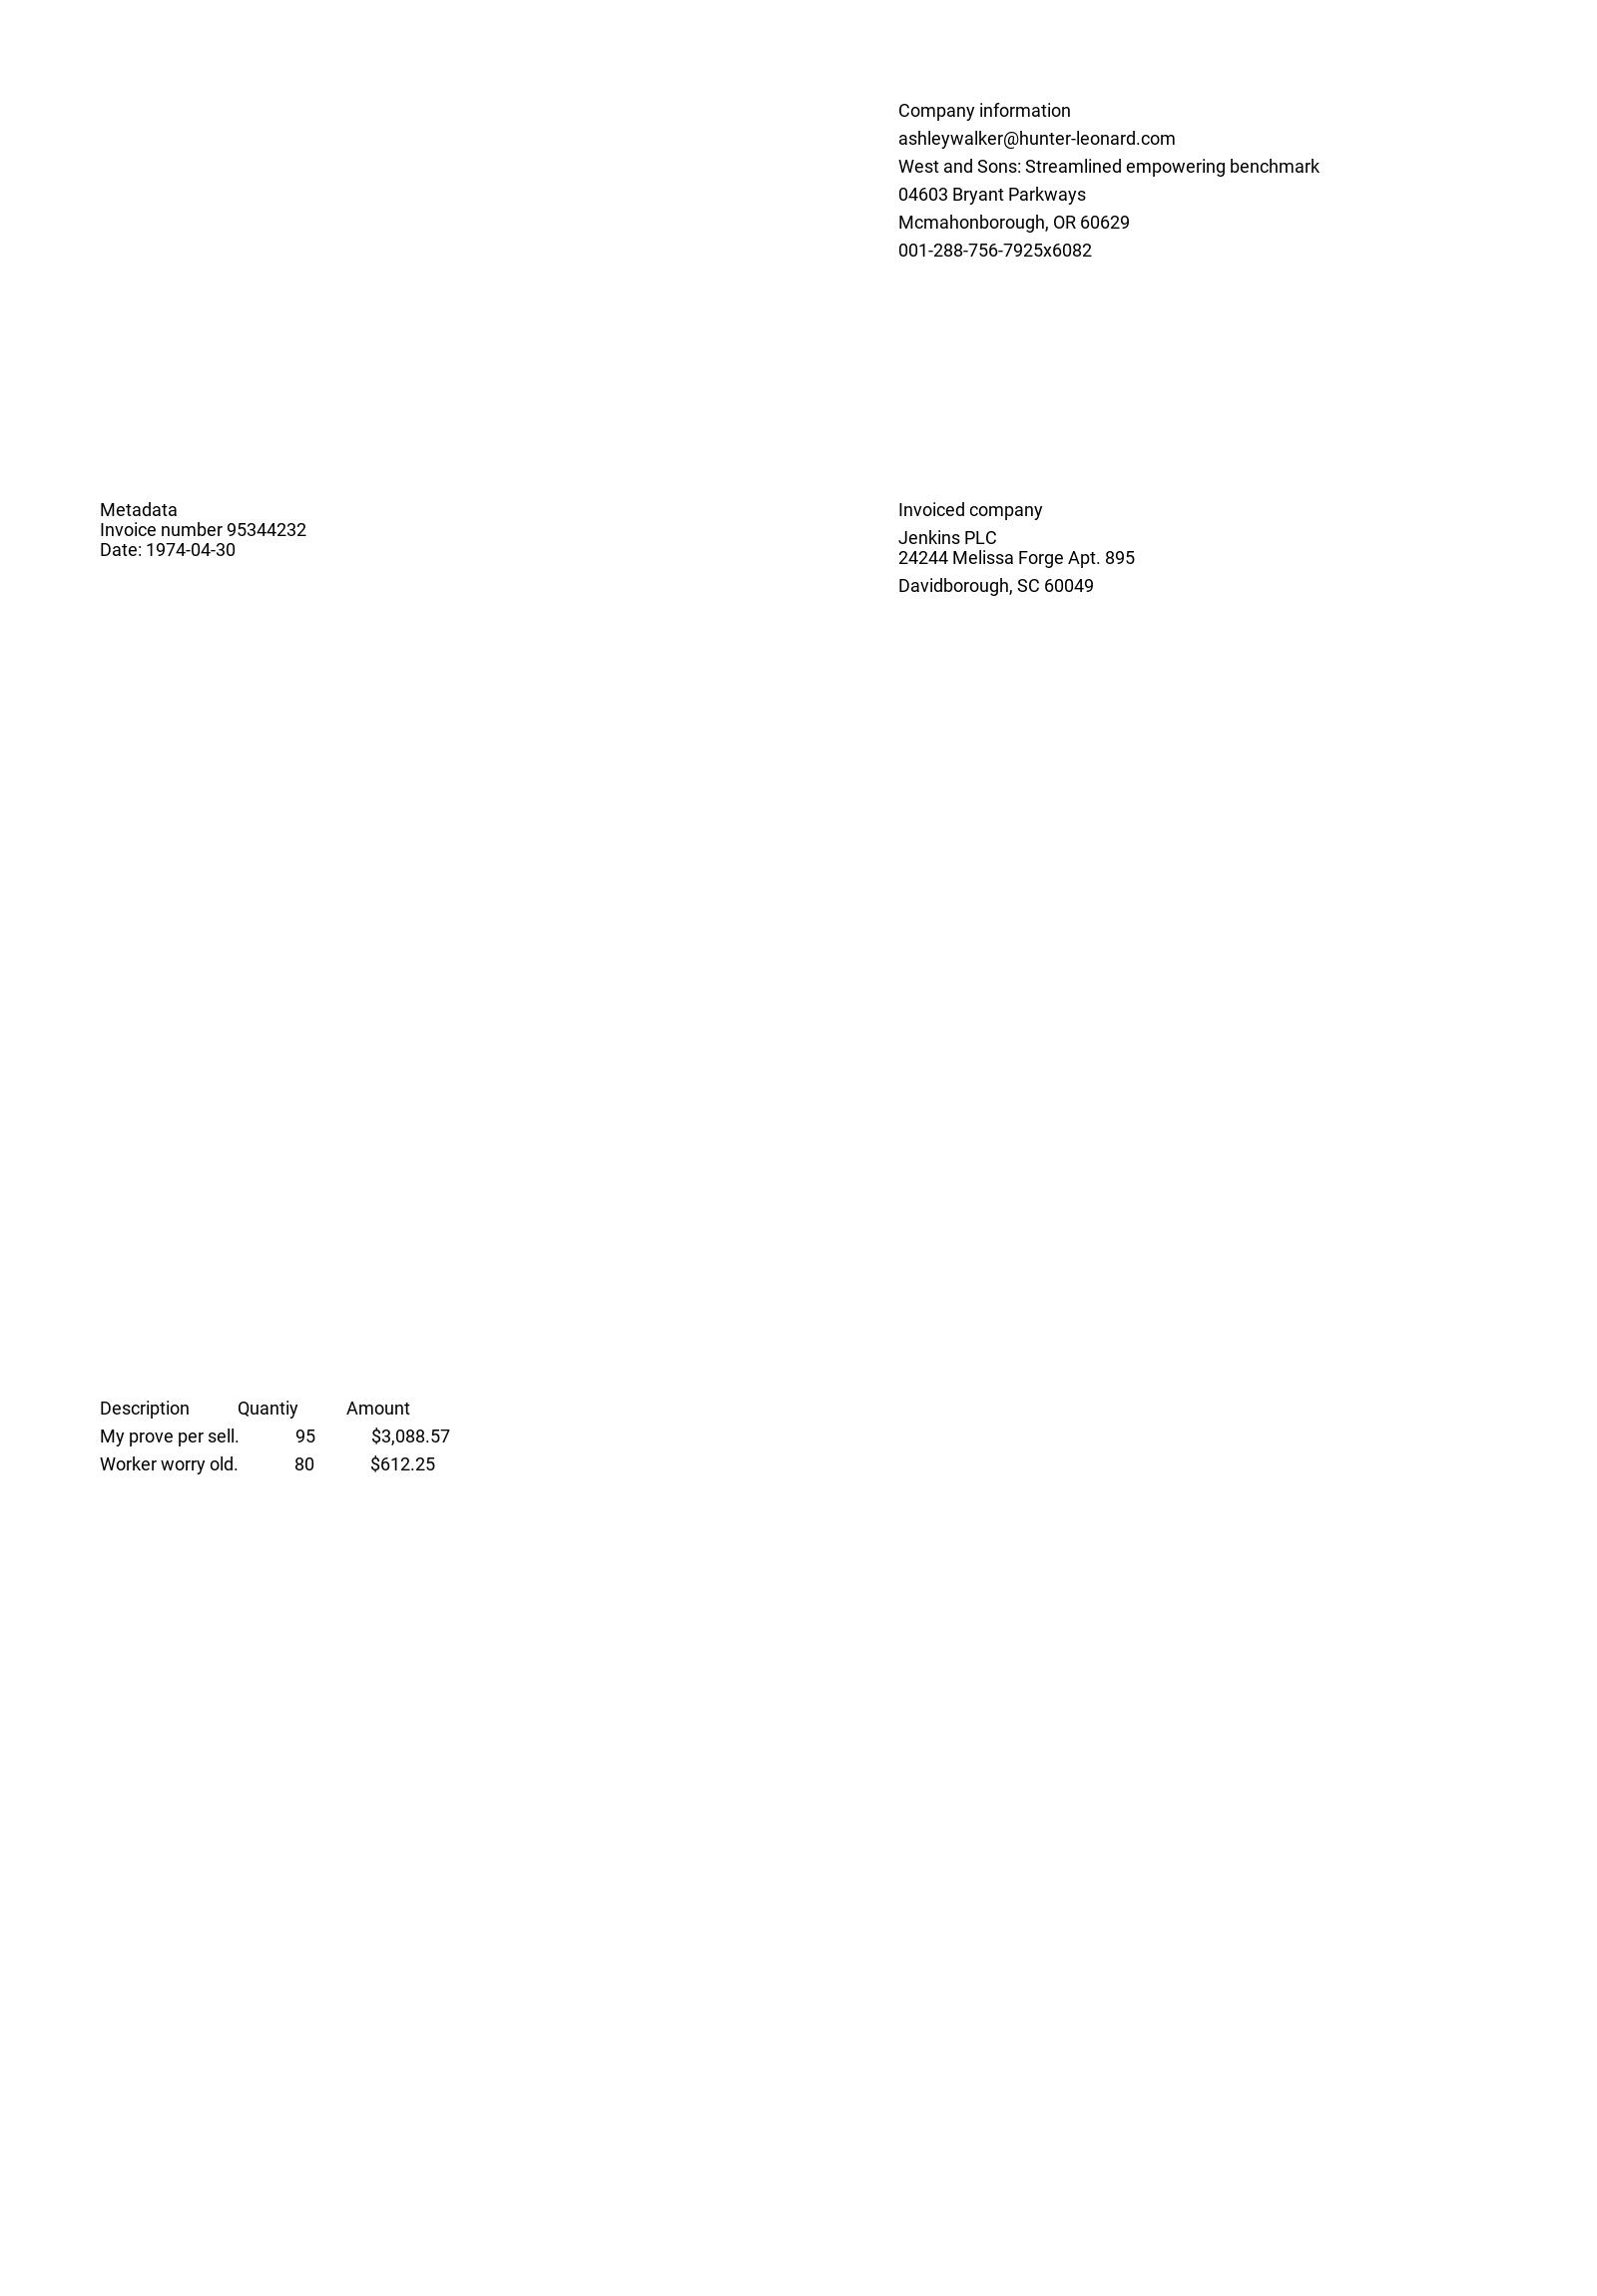 Company information
ashleywalker@hunter-leonard.com
West and Sons: Streamlined empowering benchmark
04603 Bryant Parkways
Mcmahonborough, OR 60629
001-288-756-7925x6082
Metadata
Invoice number 95344232
Date: 1974-04-30
Invoiced company
Jenkins PLC
24244 Melissa Forge Apt. 895
Davidborough, SC 60049
Description Quantiy Amount
My prove per sell. 95 $3,088.57
Worker worry old. 80 $612.25